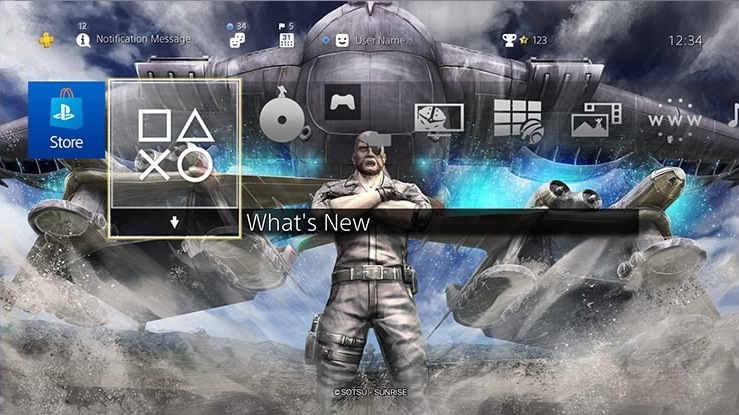 12
Notification Message
34
5
31
User Name
123
12:34
Store
www
What's New
©SOTSU・SUNRISE